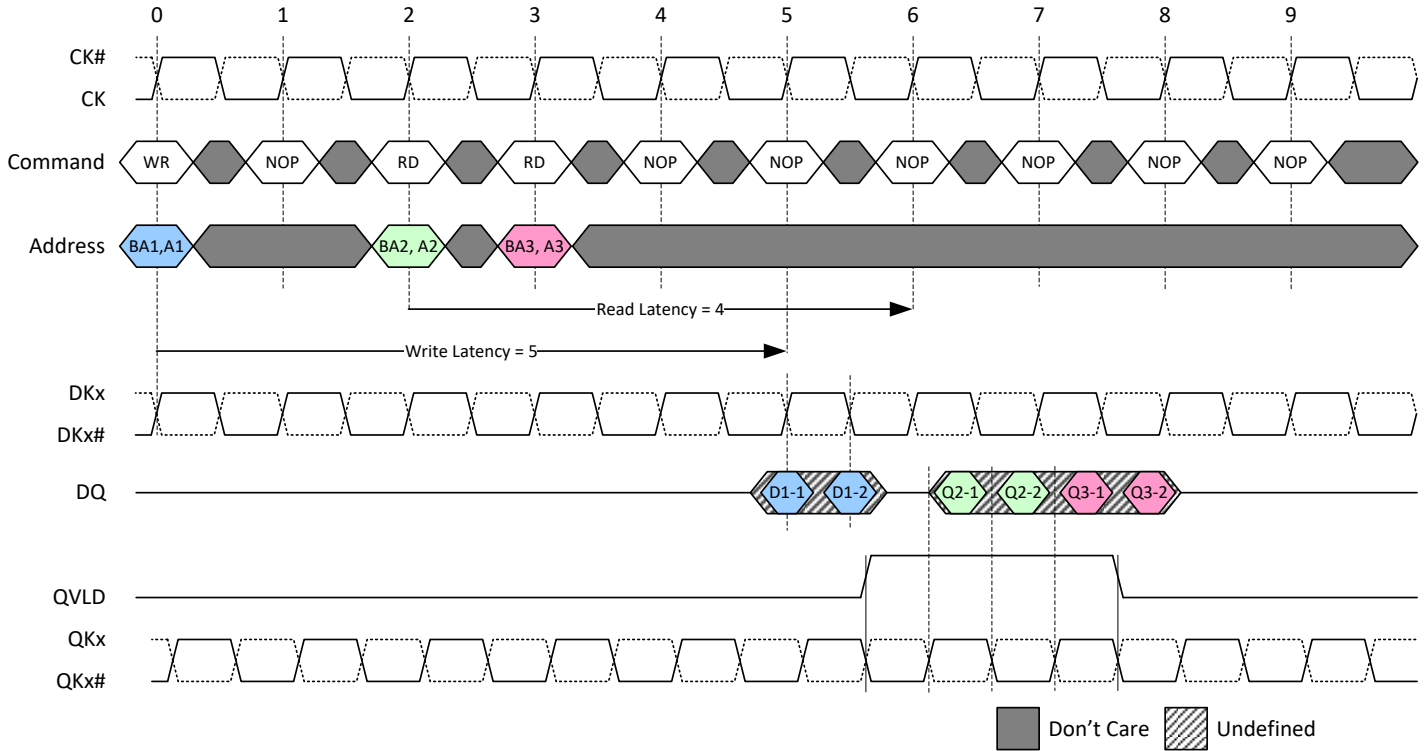 0 1 2 3 4 5 6 7 8 9
CK#
CK
Command WR NOP RD RD NOP NOP NOP NOP NOP NOP
Address BA1,A1 BA2, A2 BA3, A3
Read Latency = 4
Write Latency = 5
DKx
DKx#
DQ D1-1 D1-2 Q2-1 Q2-2 Q3-1 Q3-2
QVLD
QKx
QKx#
Don't Care Undefined